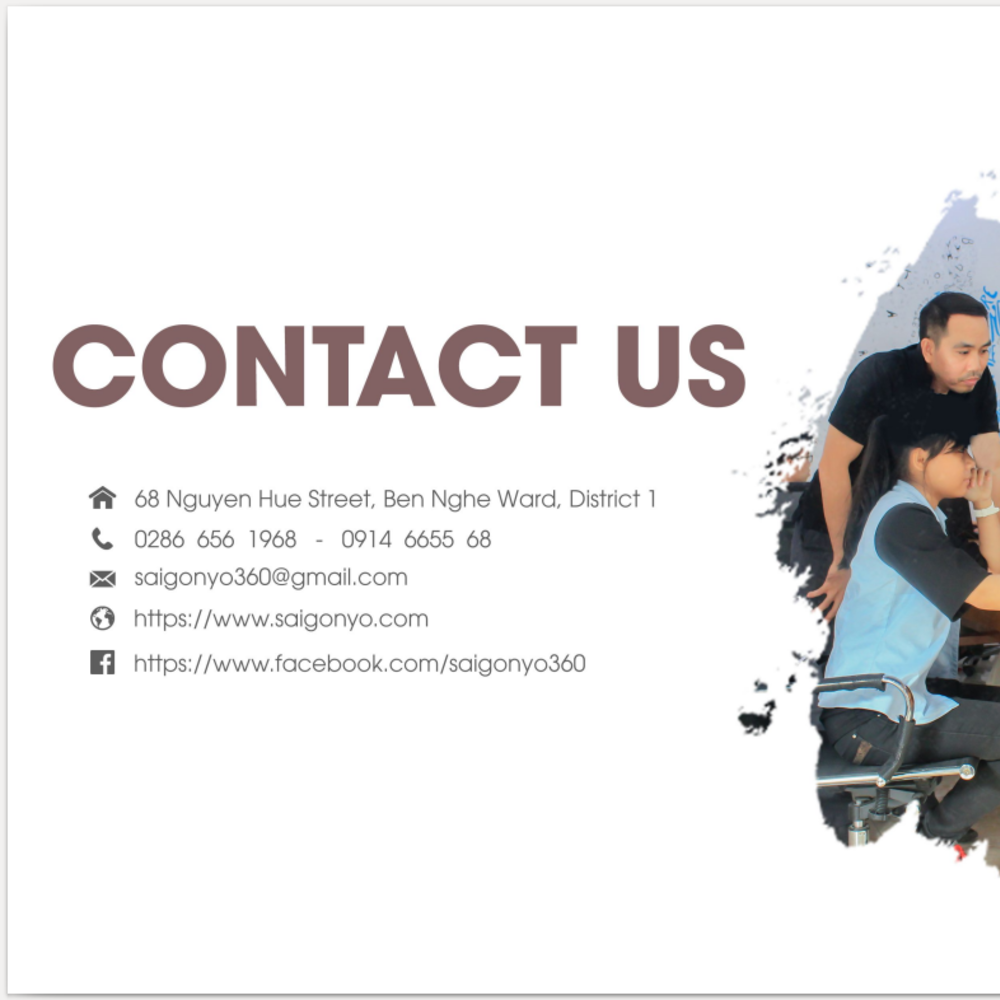 CONTACT US
68 Nguyen Hue Street, Ben Nghe Ward, District 1
0286 656 1968 - 0914 6655 68
saigonyo360@gmail.com
https://www.saigonyo.com
https://www.facebook.com/saigonyo360